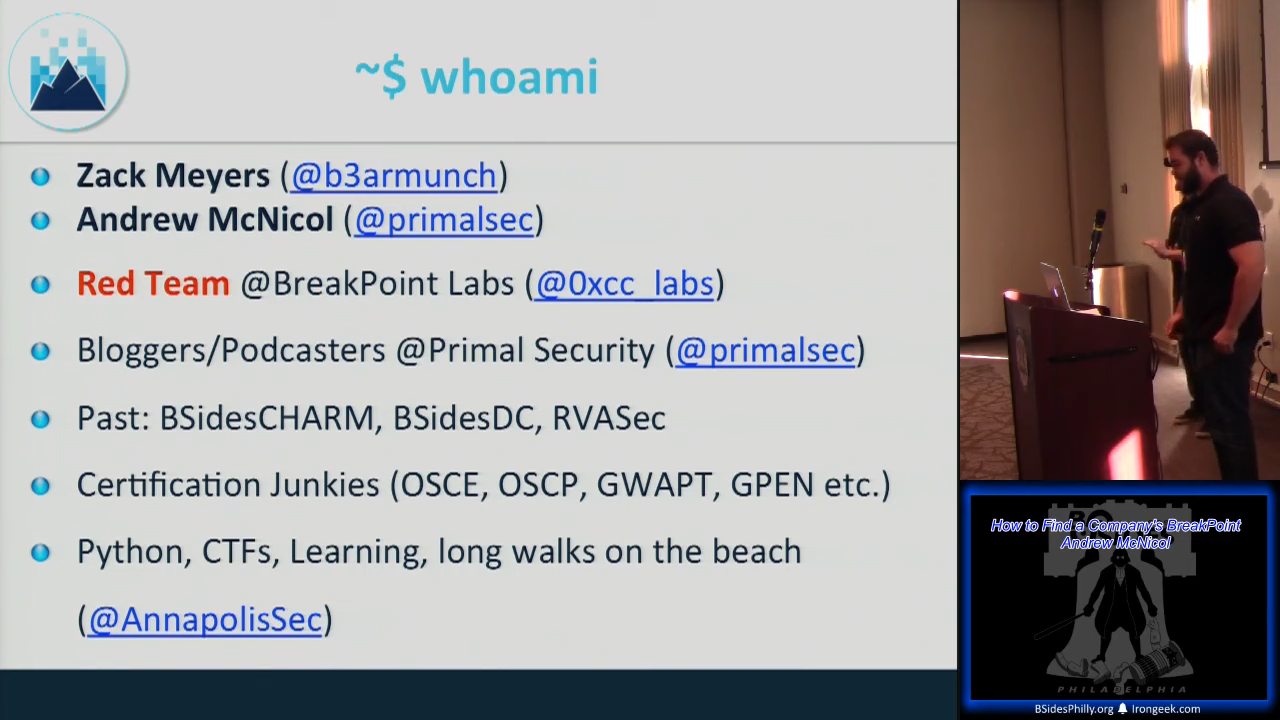 ~$ whoami
Zack Meyers (@b3armunch)
Andrew McNicol (@primalsec)
Red Team @BreakPoint Labs (@0xcc_labs)
Bloggers/Podcasters @Primal Security (@primalsec)
Past: BSidesCHARM, BSidesDC, RVASec
Certification Junkies (OSCE, OSCP, GWAPT, GPEN etc.)
Python, CTFs, Learning, long walks on the beach
(@AnnapolisSec)
How to Find a Company's BreakPoint
Andrew McNicol
PHILADELPHIA
BSidesPhilly.org Irongeek.com